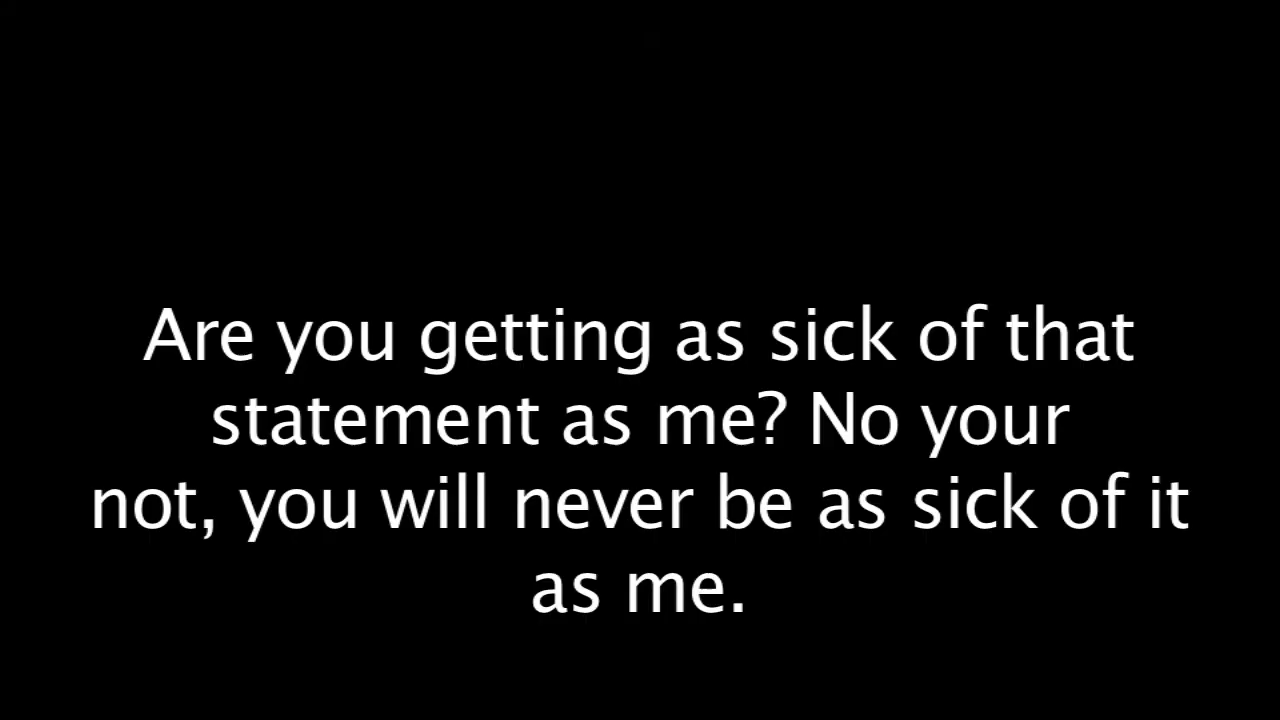 Are you getting as sick of that
statement as me? No your
not, you will never be as sick of it
as me.